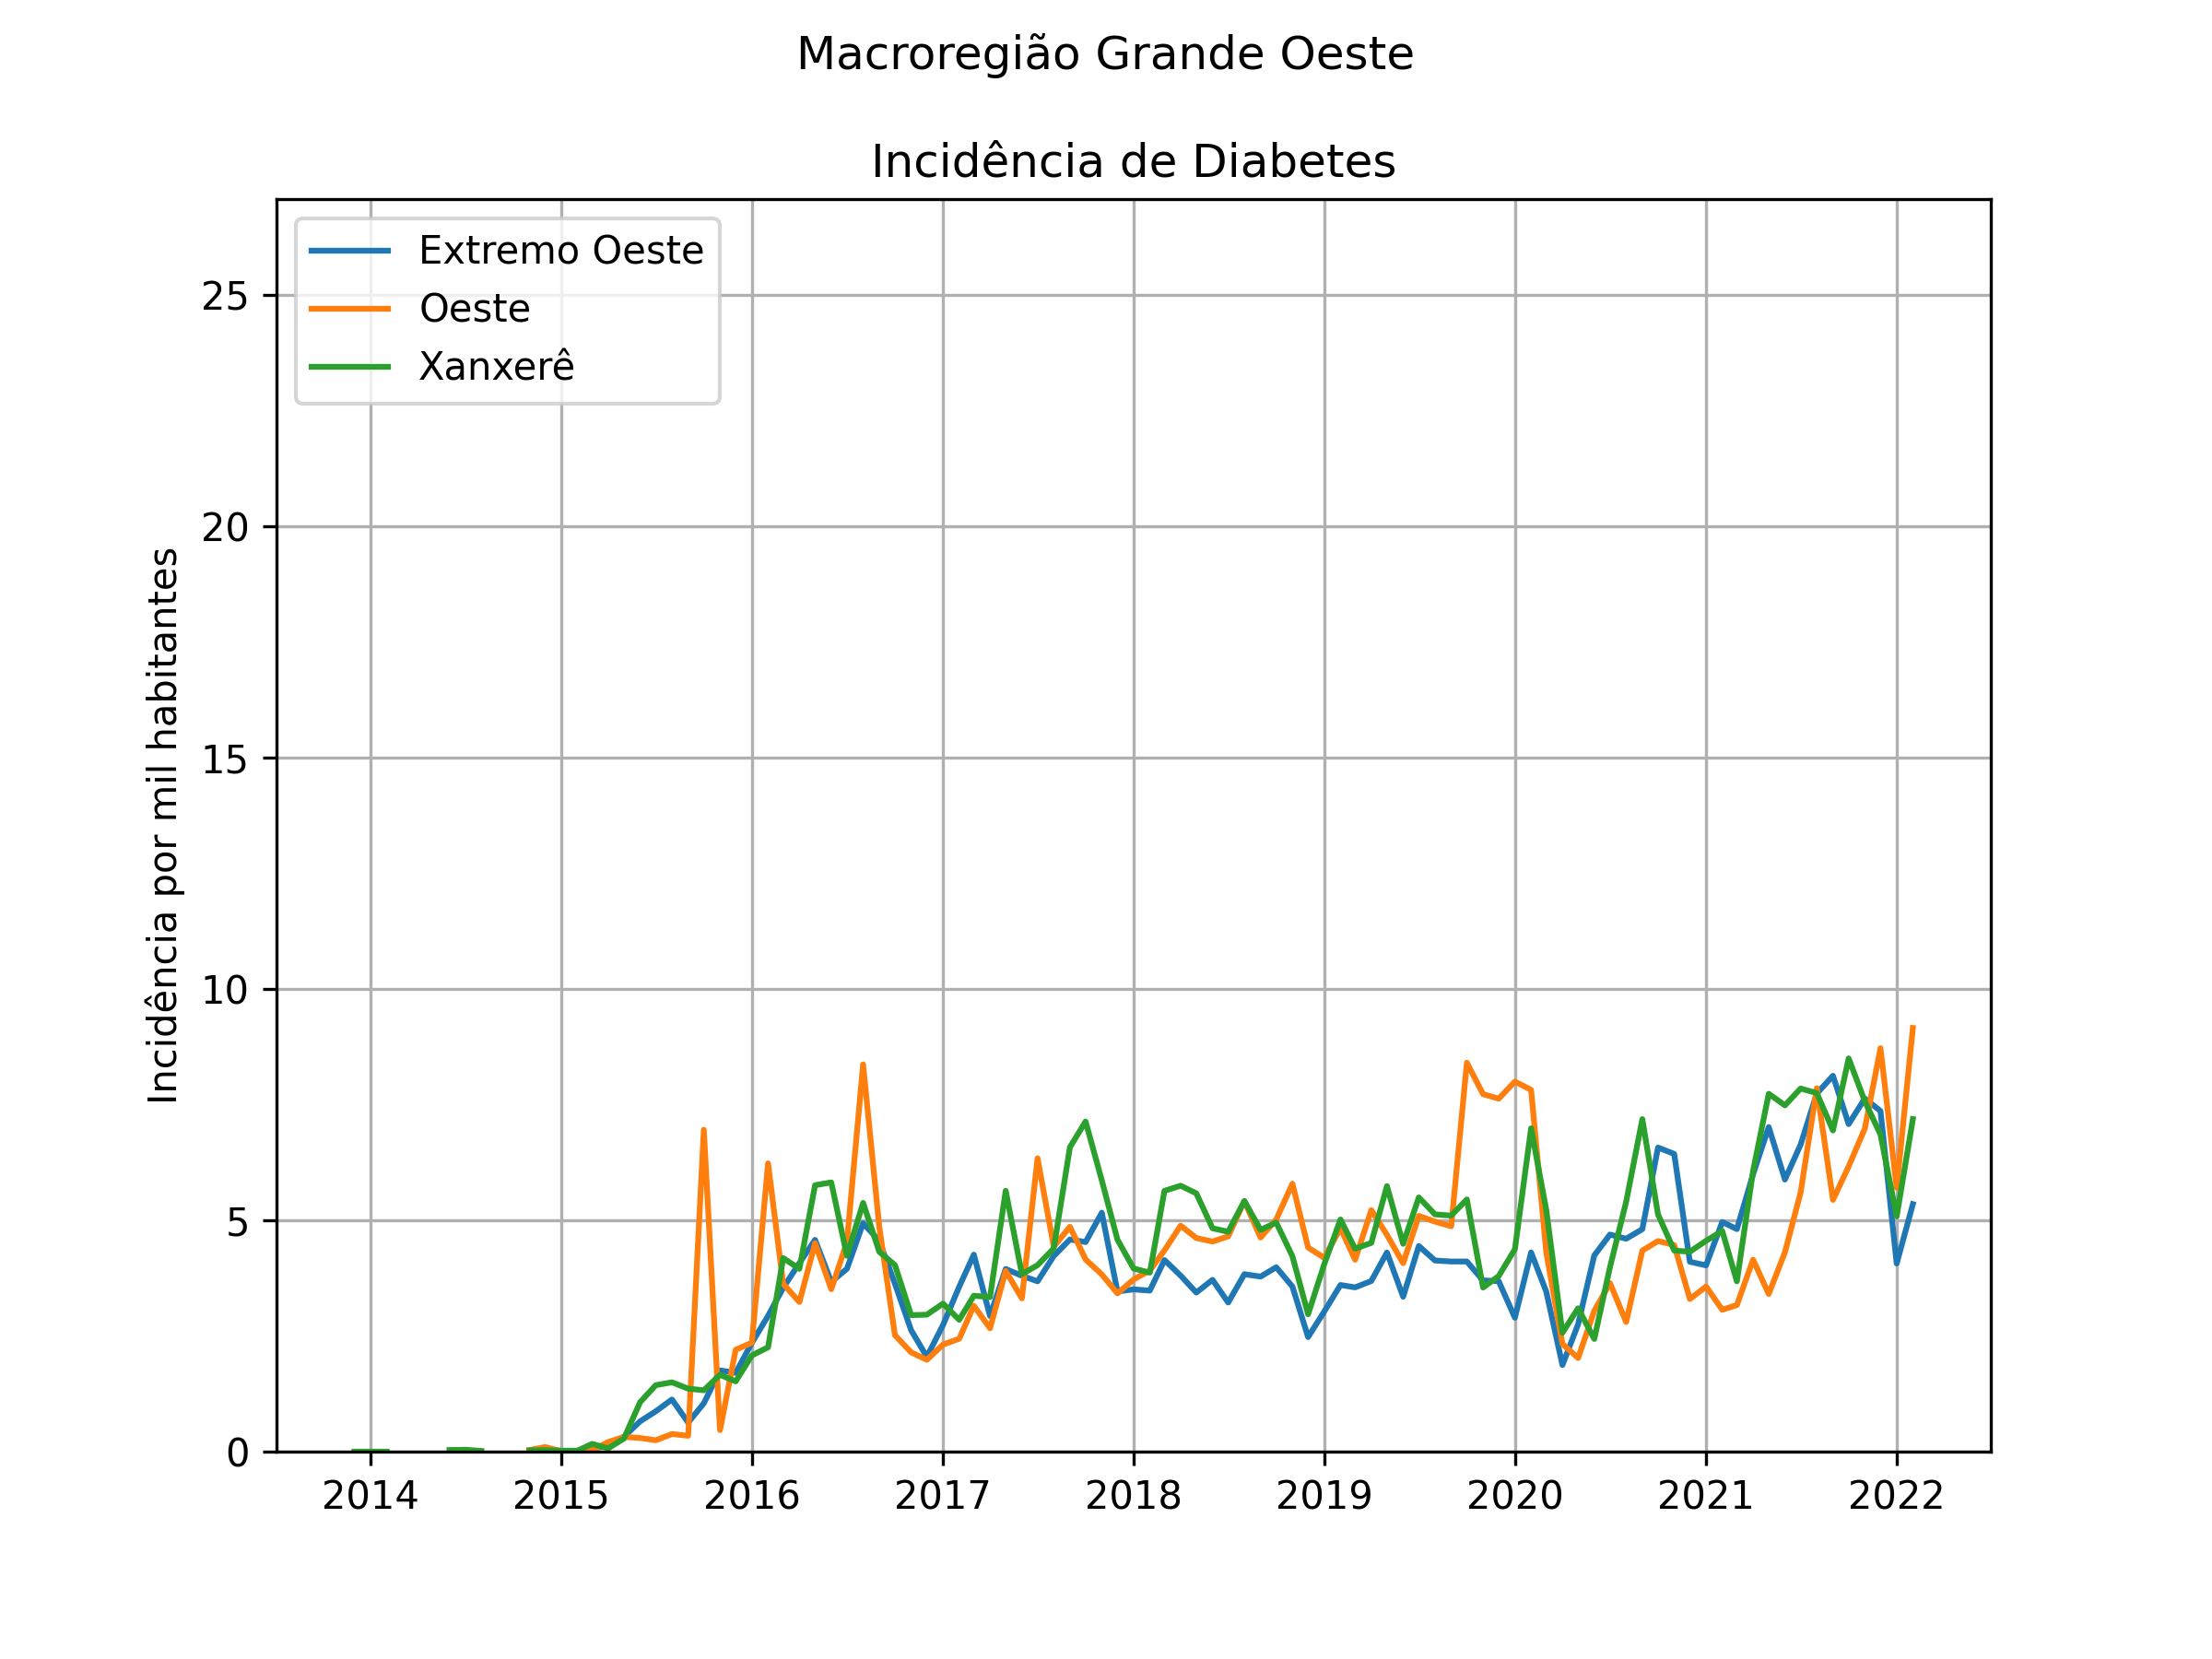 Macroregião Grande Oeste
Incidência de Diabetes
Extremo Oeste
Oeste
Xanxerê
Incidência por mil habitantes
25
20
15
10
5
0
2014 2015 2016 2017 2018 2019 2020 2021 2022